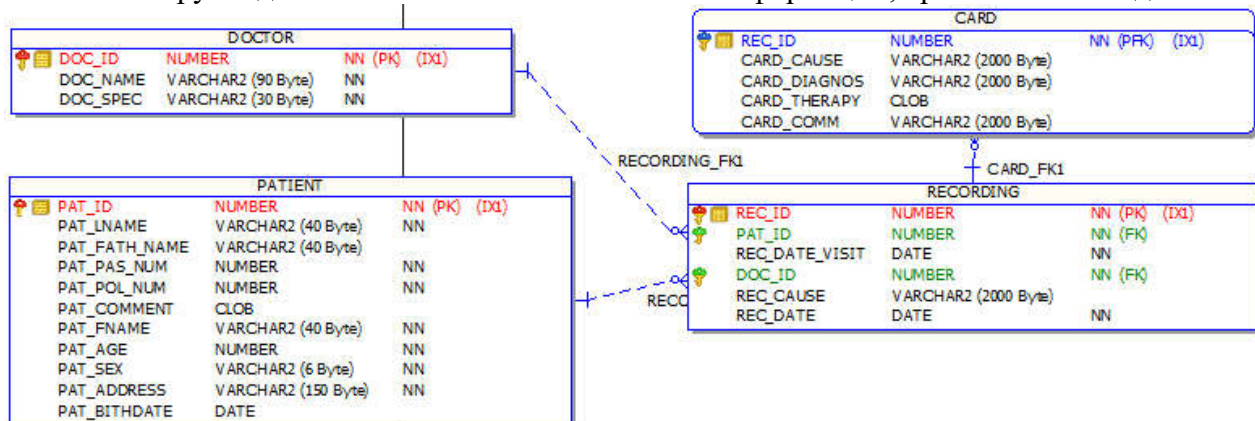 DOCTOR
DOC_ID NUMBER NN (PK) (IX1)
DOC_NAME VARCHAR2 (90 Byte) NN
DOC_SPEC VARCHAR2 (30 Byte) NN
CARD
REC_ID NUMBER NN (PFK) (IX1)
CARD_CAUSE VARCHAR2 (2000 Byte)
CARD_DIAGNOS VARCHAR2 (2000 Byte)
CARD_THERAPY CLOB
CARD_COMM VARCHAR2 (2000 Byte)
RECORDING_FK1
CARD_FK1
PATIENT
PAT_ID NUMBER NN (PK) (IX1)
PAT_LNAME VARCHAR2 (40 Byte) NN
PAT_FATH_NAME VARCHAR2 (40 Byte)
PAT_PAS_NUM NUMBER NN
PAT_POL_NUM NUMBER NN
PAT_COMMENT CLOB
PAT_FNAME VARCHAR2 (40 Byte) NN
PAT_AGE NUMBER NN
PAT_SEX VARCHAR2 (6 Byte) NN
PAT_ADDRESS VARCHAR2 (150 Byte) NN
PAT_BITHDATE DATE
RECO
RECORDING
REC_ID NUMBER NN (PK) (IX1)
PAT_ID NUMBER NN (FK)
REC_DATE_VISIT DATE NN
DOC_ID NUMBER NN (FK)
REC_CAUSE VARCHAR2 (2000 Byte)
REC_DATE DATE NN